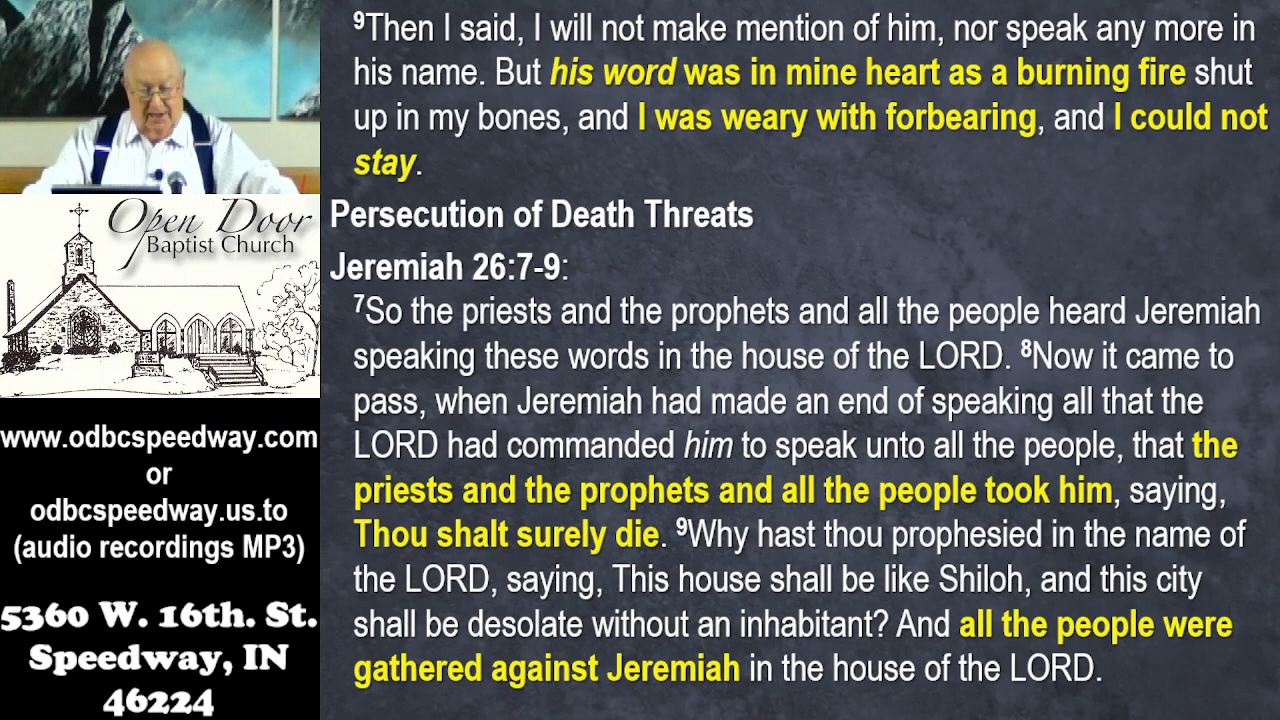 ⁹Then I said, I will not make mention of him, nor speak any more in
his name. But his word was in mine heart as a burning fire shut
up in my bones, and I was weary with forbearing, and I could not
stay.
Persecution of Death Threats
Jeremiah 26:7-9:
⁷So the priests and the prophets and all the people heard Jeremiah
speaking these words in the house of the LORD. ⁸Now it came to
pass, when Jeremiah had made an end of speaking all that the
LORD had commanded him to speak unto all the people, that the
priests and the prophets and all the people took him, saying,
Thou shalt surely die. ⁹Why hast thou prophesied in the name of
the LORD, saying, This house shall be like Shiloh, and this city
shall be desolate without an inhabitant? And all the people were
gathered against Jeremiah in the house of the LORD.
Open Door
Baptist Church
www.odbcspeedway.com
or
odbcspeedway.us.to
(audio recordings MP3)
5360 W. 16th. St.
Speedway, IN
46224